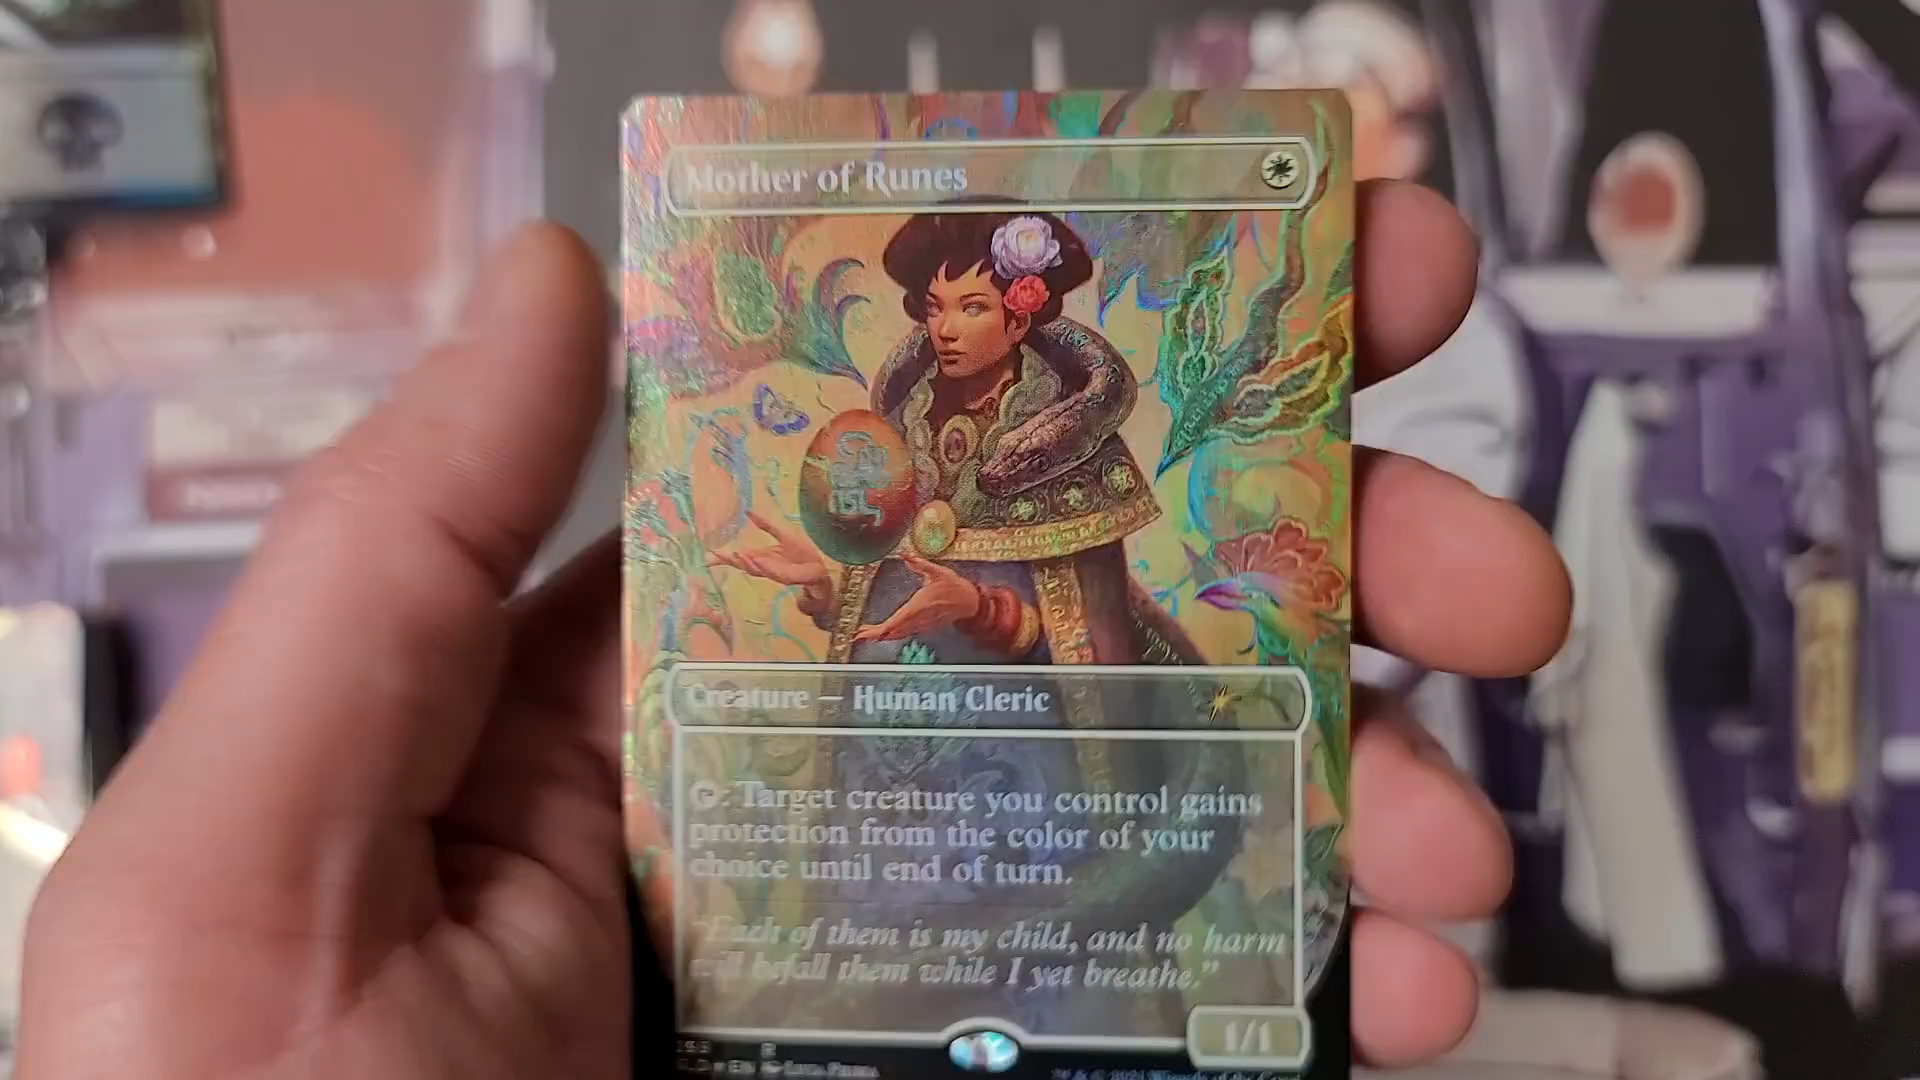 Mother of Runes
Creature — Human Cleric
: Target creature you control gains
protection from the color of your
choice until end of turn.
"Each of them is my child, and no harm
will befall them while I yet breathe."
1/1
R
EN